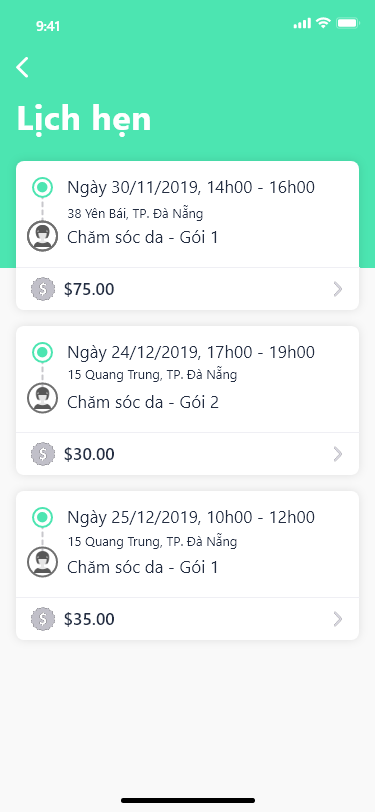 9:41
Lịch hẹn
Ngày 30/11/2019, 14h00 - 16h00
38 Yên Bái, TP. Đà Nẵng
Chăm sóc da - Gói 1
$75.00
Ngày 24/12/2019, 17h00 - 19h00
15 Quang Trung, TP. Đà Nẵng
Chăm sóc da - Gói 2
$30.00
Ngày 25/12/2019, 10h00 - 12h00
15 Quang Trung, TP. Đà Nẵng
Chăm sóc da - Gói 1
$35.00